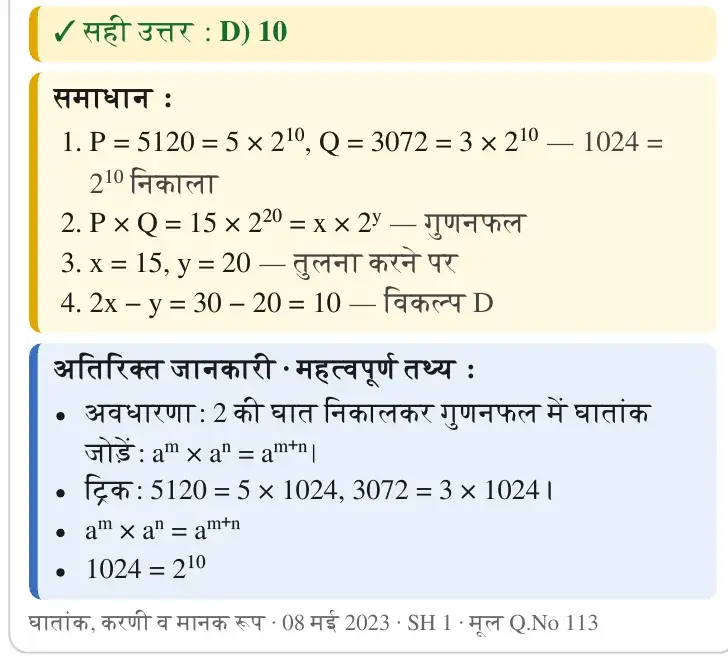 ✓ सही उत्तर : D) 10
समाधान :
1. P = 5120 = 5 × 2¹⁰, Q = 3072 = 3 × 2¹⁰ — 1024 =
2¹⁰ निकाला
2. P × Q = 15 × 2²⁰ = x × 2ʸ — गुणनफल
3. x = 15, y = 20 — तुलना करने पर
4. 2x − y = 30 − 20 = 10 — विकल्प D
अतिरिक्त जानकारी · महत्वपूर्ण तथ्य :
• अवधारणा : 2 की घात निकालकर गुणनफल में घातांक
जोड़ें : aᵐ × aⁿ = aᵐ⁺ⁿ।
• ट्रिक : 5120 = 5 × 1024, 3072 = 3 × 1024।
• aᵐ × aⁿ = aᵐ⁺ⁿ
• 1024 = 2¹⁰
घातांक, करणी व मानक रूप · 08 मई 2023 · SH 1 · मूल Q.No 113